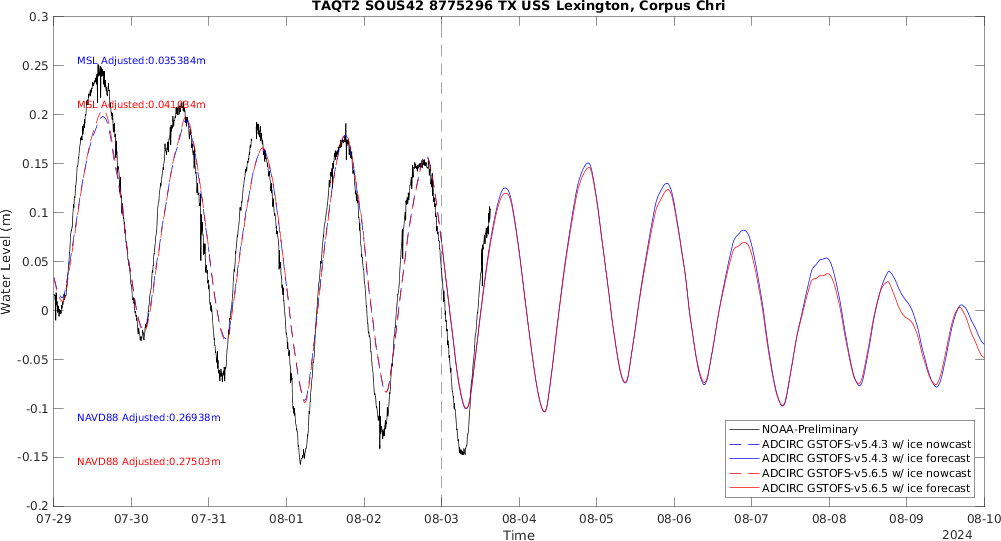 TAQT2 SOUS42 8775296 TX USS Lexington, Corpus Chri
0.3
0.25
0.2
0.15
0.1
0.05
0
-0.05
-0.1
-0.15
-0.2
Water Level (m)
MSL Adjusted:0.035384m
MSL Adjusted:0.041034m
NAVD88 Adjusted:0.26938m
NAVD88 Adjusted:0.27503m
NOAA-Preliminary
ADCIRC GSTOFS-v5.4.3 w/ ice nowcast
ADCIRC GSTOFS-v5.4.3 w/ ice forecast
ADCIRC GSTOFS-v5.6.5 w/ ice nowcast
ADCIRC GSTOFS-v5.6.5 w/ ice forecast
07-29 07-30 07-31 08-01 08-02 08-03 08-04 08-05 08-06 08-07 08-08 08-09 08-10
Time
2024